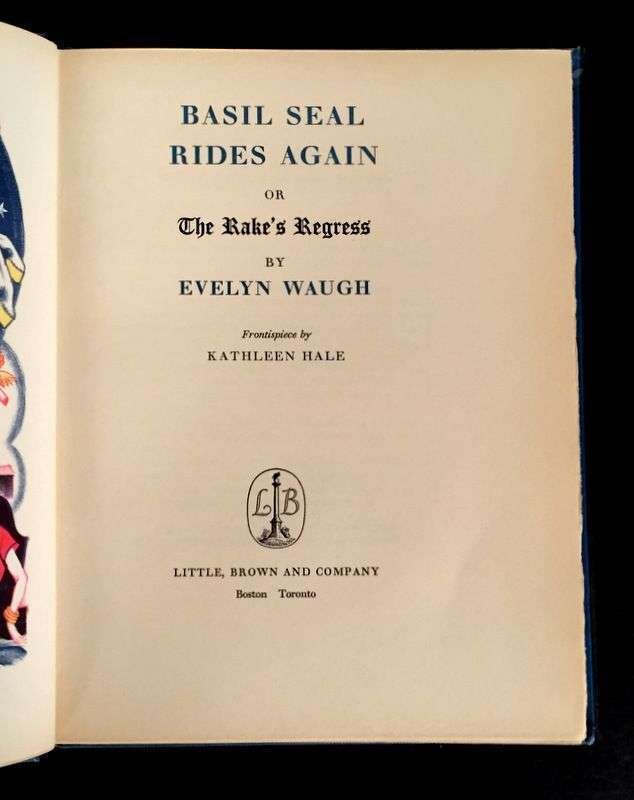 BASIL SEAL
RIDES AGAIN
OR
The Rake's Regress
BY
EVELYN WAUGH
Frontispiece by
KATHLEEN HALE
L B
LITTLE, BROWN AND COMPANY
Boston Toronto